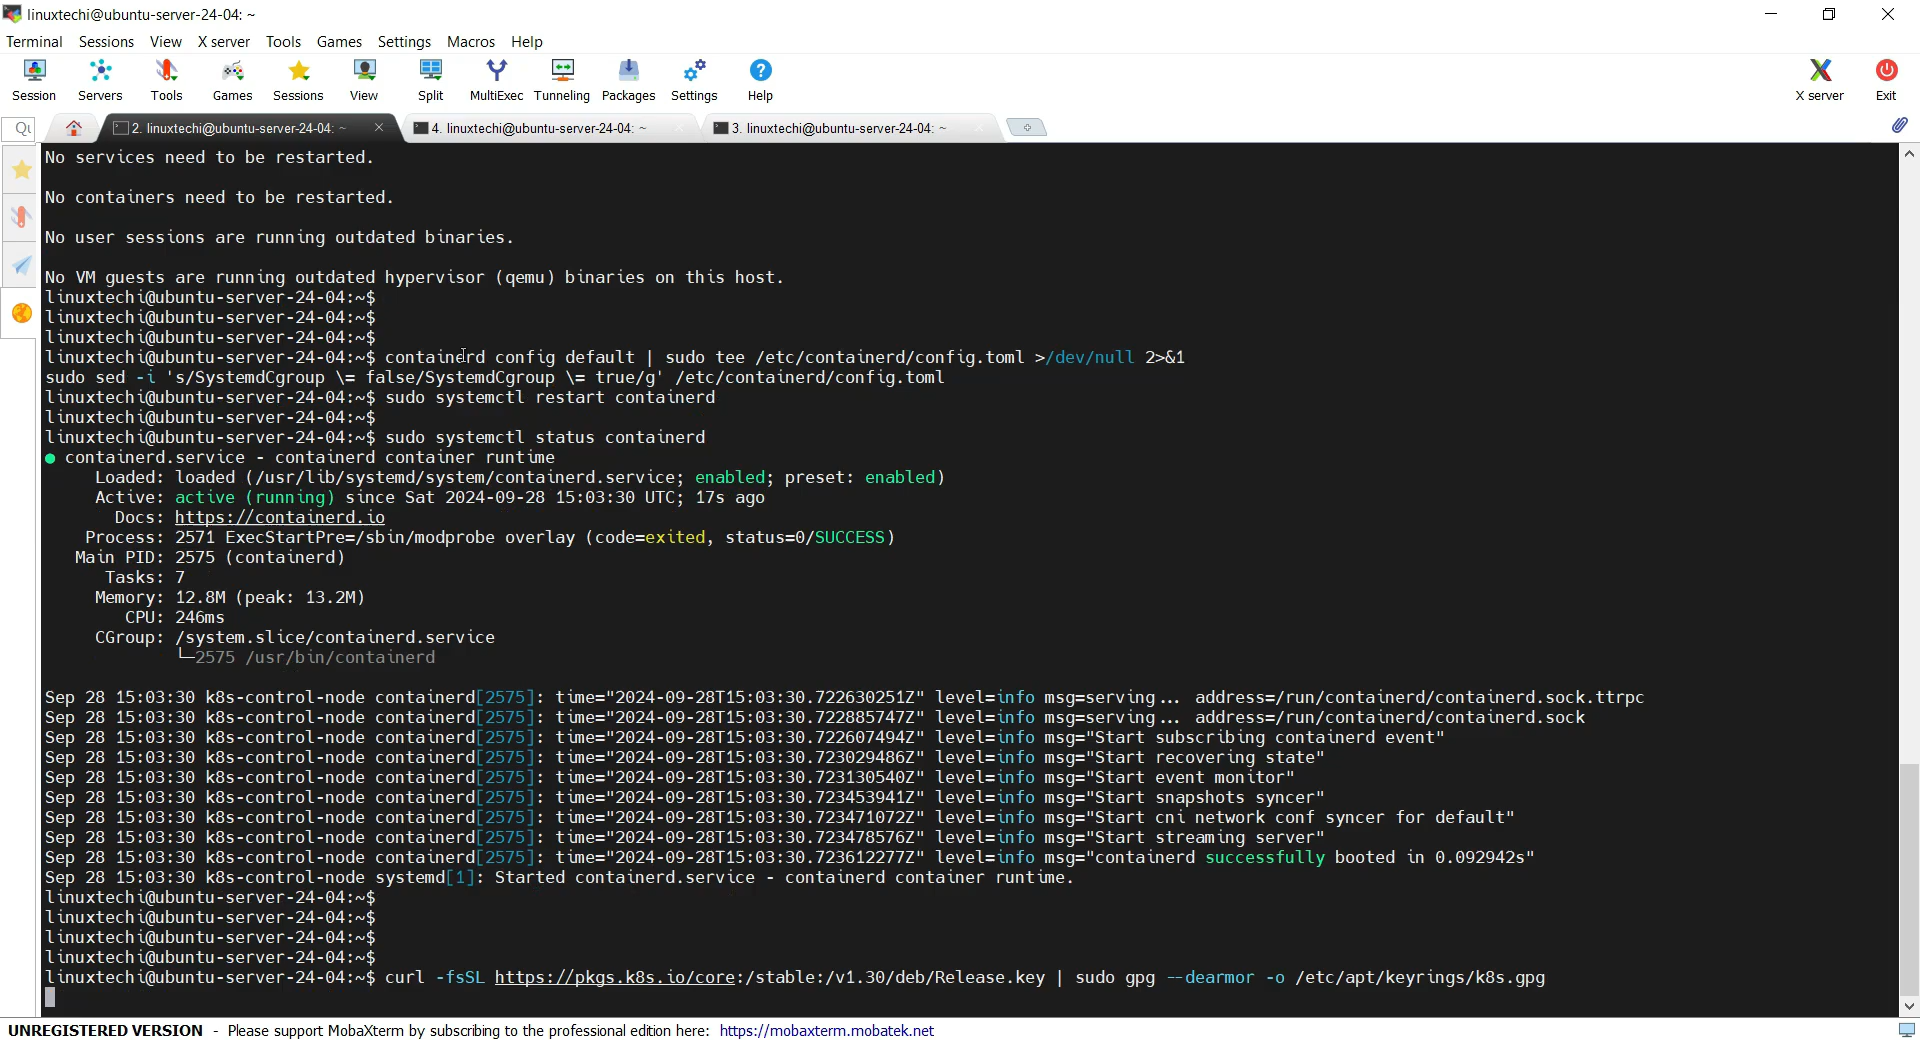 linuxtechi@ubuntu-server-24-04: ~
Terminal Sessions View X server Tools Games Settings Macros Help
Session Servers Tools Games Sessions View Split MultiExec Tunneling Packages Settings Help X server Exit
Qu 2. linuxtechi@ubuntu-server-24-04: ~ 4. linuxtechi@ubuntu-server-24-04: ~ 3. linuxtechi@ubuntu-server-24-04: ~
No services need to be restarted.
No containers need to be restarted.
No user sessions are running outdated binaries.
No VM guests are running outdated hypervisor (qemu) binaries on this host.
linuxtechi@ubuntu-server-24-04:~$
linuxtechi@ubuntu-server-24-04:~$
linuxtechi@ubuntu-server-24-04:~$
linuxtechi@ubuntu-server-24-04:~$ containerd config default | sudo tee /etc/containerd/config.toml >/dev/null 2>&1
sudo sed -i 's/SystemdCgroup \= false/SystemdCgroup \= true/g' /etc/containerd/config.toml
linuxtechi@ubuntu-server-24-04:~$ sudo systemctl restart containerd
linuxtechi@ubuntu-server-24-04:~$
linuxtechi@ubuntu-server-24-04:~$ sudo systemctl status containerd
● containerd.service - containerd container runtime
Loaded: loaded (/usr/lib/systemd/system/containerd.service; enabled; preset: enabled)
Active: active (running) since Sat 2024-09-28 15:03:30 UTC; 17s ago
Docs: https://containerd.io
Process: 2571 ExecStartPre=/sbin/modprobe overlay (code=exited, status=0/SUCCESS)
Main PID: 2575 (containerd)
Tasks: 7
Memory: 12.8M (peak: 13.2M)
CPU: 246ms
CGroup: /system.slice/containerd.service
└─2575 /usr/bin/containerd
Sep 28 15:03:30 k8s-control-node containerd[2575]: time="2024-09-28T15:03:30.722630251Z" level=info msg=serving... address=/run/containerd/containerd.sock.ttrpc
Sep 28 15:03:30 k8s-control-node containerd[2575]: time="2024-09-28T15:03:30.722885747Z" level=info msg=serving... address=/run/containerd/containerd.sock
Sep 28 15:03:30 k8s-control-node containerd[2575]: time="2024-09-28T15:03:30.722607494Z" level=info msg="Start subscribing containerd event"
Sep 28 15:03:30 k8s-control-node containerd[2575]: time="2024-09-28T15:03:30.723029486Z" level=info msg="Start recovering state"
Sep 28 15:03:30 k8s-control-node containerd[2575]: time="2024-09-28T15:03:30.723130540Z" level=info msg="Start event monitor"
Sep 28 15:03:30 k8s-control-node containerd[2575]: time="2024-09-28T15:03:30.723453941Z" level=info msg="Start snapshots syncer"
Sep 28 15:03:30 k8s-control-node containerd[2575]: time="2024-09-28T15:03:30.723471072Z" level=info msg="Start cni network conf syncer for default"
Sep 28 15:03:30 k8s-control-node containerd[2575]: time="2024-09-28T15:03:30.723478576Z" level=info msg="Start streaming server"
Sep 28 15:03:30 k8s-control-node containerd[2575]: time="2024-09-28T15:03:30.723612277Z" level=info msg="containerd successfully booted in 0.092942s"
Sep 28 15:03:30 k8s-control-node systemd[1]: Started containerd.service - containerd container runtime.
linuxtechi@ubuntu-server-24-04:~$
linuxtechi@ubuntu-server-24-04:~$
linuxtechi@ubuntu-server-24-04:~$
linuxtechi@ubuntu-server-24-04:~$
linuxtechi@ubuntu-server-24-04:~$ curl -fsSL https://pkgs.k8s.io/core:/stable:/v1.30/deb/Release.key | sudo gpg --dearmor -o /etc/apt/keyrings/k8s.gpg
UNREGISTERED VERSION - Please support MobaXterm by subscribing to the professional edition here: https://mobaxterm.mobatek.net